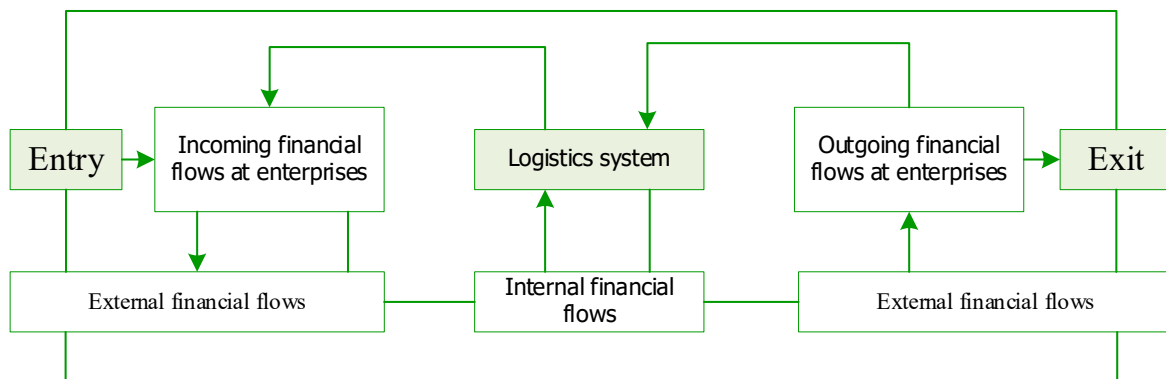 Entry
Incoming financial
flows at enterprises
Logistics system
Outgoing financial
flows at enterprises
Exit
External financial flows
Internal financial
flows
External financial flows